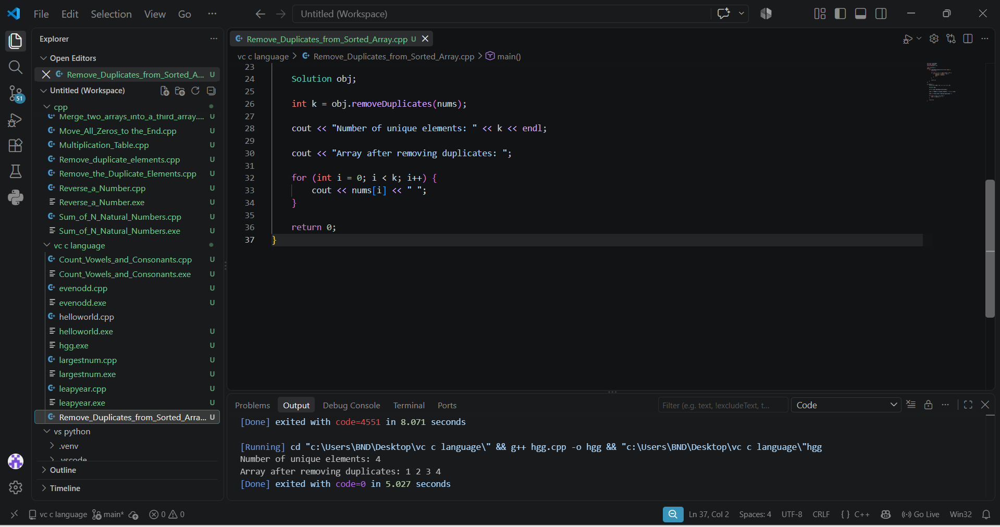 File Edit Selection View Go ···
Untitled (Workspace)
Explorer
Open Editors
Remove_Duplicates_from_Sorted_A... U
Untitled (Workspace)
cpp
Merge_two_arrays_into_a_third_array.... U
Move_All_Zeros_to the_End.cpp U
Multiplication_Table.cpp U
Remove_duplicate_elements.cpp U
Remove_the_Duplicate_Elements.cpp U
Reverse_a_Number.cpp U
Reverse_a_Number.exe U
Sum_of_N_Natural_Numbers.cpp U
Sum_of_N_Natural_Numbers.exe U
vc c language
Count_Vowels_and_Consonants.cpp U
Count_Vowels_and_Consonants.exe U
evenodd.cpp U
evenodd.exe U
helloworld.cpp
helloworld.exe U
hgg.exe U
largestnum.cpp U
largestnum.exe U
leapyear.cpp U
leapyear.exe U
Remove_Duplicates_from_Sorted_Arra... U
vs python
.venv
.vscode
Outline
Timeline
51
Remove_Duplicates_from_Sorted_Array.cpp U
vc c language > Remove_Duplicates_from_Sorted_Array.cpp > main()
23
24 Solution obj;
25
26 int k = obj.removeDuplicates(nums);
27
28 cout << "Number of unique elements: " << k << endl;
29
30 cout << "Array after removing duplicates: ";
31
32 for (int i = 0; i < k; i++) {
33 cout << nums[i] << " ";
34 }
35
36 return 0;
37 }
Problems Output Debug Console Terminal Ports
Filter (e.g. text, !excludeText, t...
Code
[Done] exited with code=4551 in 8.071 seconds
[Running] cd "c:\Users\BND\Desktop\vc c language\" && g++ hgg.cpp -o hgg && "c:\Users\BND\Desktop\vc c language\"hgg
Number of unique elements: 4
Array after removing duplicates: 1 2 3 4
[Done] exited with code=0 in 5.027 seconds
vc c language main* 0 0
Ln 37, Col 2 Spaces: 4 UTF-8 CRLF { } C++ Go Live Win32